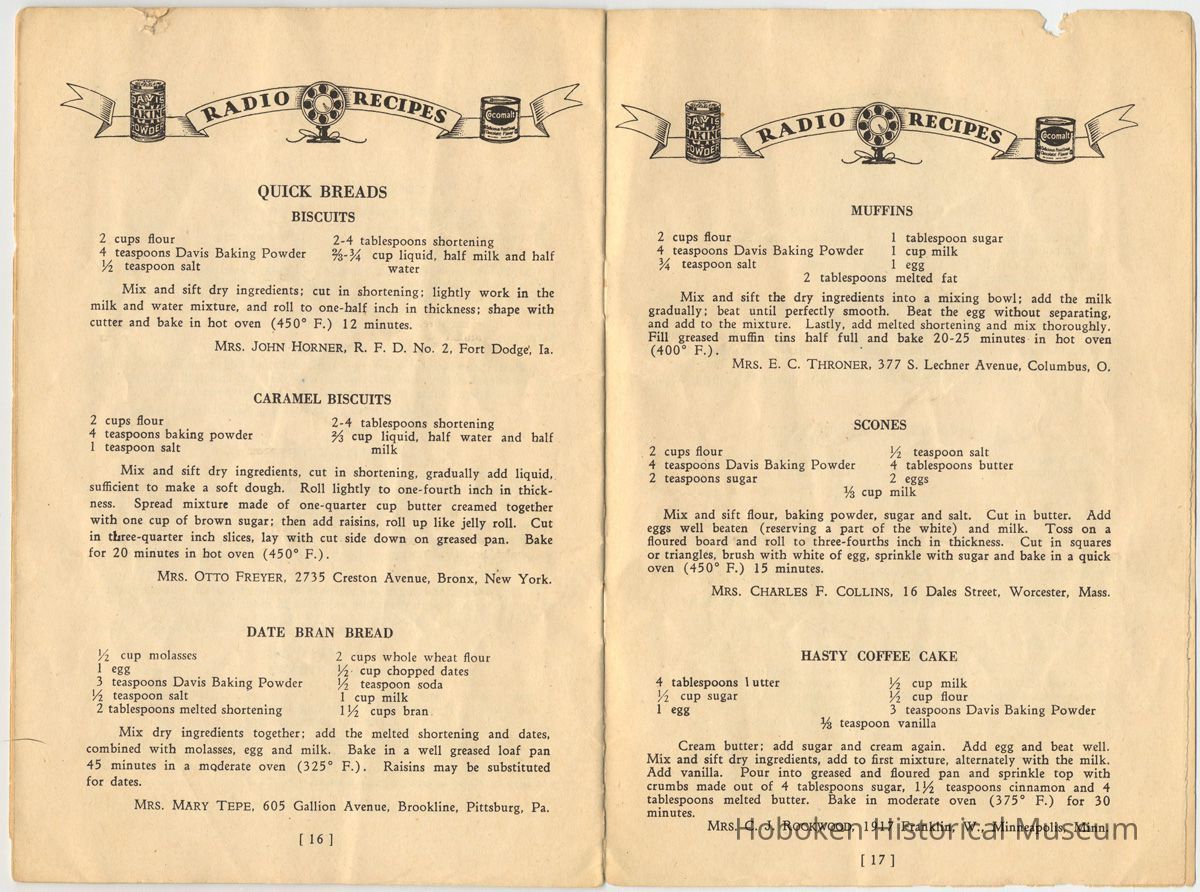 RADIO RECIPES
DAVIS BAKING POWDER
Cocomalt
QUICK BREADS
BISCUITS
2 cups flour
4 teaspoons Davis Baking Powder
½ teaspoon salt
2-4 tablespoons shortening
⅔-¾ cup liquid, half milk and half
water
Mix and sift dry ingredients; cut in shortening; lightly work in the
milk and water mixture, and roll to one-half inch in thickness; shape with
cutter and bake in hot oven (450° F.) 12 minutes.
MRS. JOHN HORNER, R. F. D. No. 2, Fort Dodge, Ia.
CARAMEL BISCUITS
2 cups flour
4 teaspoons baking powder
1 teaspoon salt
2-4 tablespoons shortening
⅔ cup liquid, half water and half
milk
Mix and sift dry ingredients, cut in shortening, gradually add liquid,
sufficient to make a soft dough. Roll lightly to one-fourth inch in thick-
ness. Spread mixture made of one-quarter cup butter creamed together
with one cup of brown sugar; then add raisins, roll up like jelly roll. Cut
in three-quarter inch slices, lay with cut side down on greased pan. Bake
for 20 minutes in hot oven (450° F.).
MRS. OTTO FREYER, 2735 Creston Avenue, Bronx, New York.
DATE BRAN BREAD
½ cup molasses
1 egg
3 teaspoons Davis Baking Powder
½ teaspoon salt
2 tablespoons melted shortening
2 cups whole wheat flour
½ cup chopped dates
½ teaspoon soda
1 cup milk
1½ cups bran
Mix dry ingredients together; add the melted shortening and dates,
combined with molasses, egg and milk. Bake in a well greased loaf pan
45 minutes in a moderate oven (325° F.). Raisins may be substituted
for dates.
MRS. MARY TEPE, 605 Gallion Avenue, Brookline, Pittsburg, Pa.
[ 16 ]
RADIO RECIPES
DAVIS BAKING POWDER
Cocomalt
MUFFINS
2 cups flour
4 teaspoons Davis Baking Powder
¾ teaspoon salt
1 tablespoon sugar
1 cup milk
1 egg
2 tablespoons melted fat
Mix and sift the dry ingredients into a mixing bowl; add the milk
gradually; beat until perfectly smooth. Beat the egg without separating,
and add to the mixture. Lastly, add melted shortening and mix thoroughly.
Fill greased muffin tins half full and bake 20-25 minutes in hot oven
(400° F.).
MRS. E. C. THRONER, 377 S. Lechner Avenue, Columbus, O.
SCONES
2 cups flour
4 teaspoons Davis Baking Powder
2 teaspoons sugar
½ teaspoon salt
4 tablespoons butter
2 eggs
⅓ cup milk
Mix and sift flour, baking powder, sugar and salt. Cut in butter. Add
eggs well beaten (reserving a part of the white) and milk. Toss on a
floured board and roll to three-fourths inch in thickness. Cut in squares
or triangles, brush with white of egg, sprinkle with sugar and bake in a quick
oven (450° F.) 15 minutes.
MRS. CHARLES F. COLLINS, 16 Dales Street, Worcester, Mass.
HASTY COFFEE CAKE
4 tablespoons butter
½ cup sugar
1 egg
½ cup milk
½ cup flour
3 teaspoons Davis Baking Powder
⅓ teaspoon vanilla
Cream butter; add sugar and cream again. Add egg and beat well.
Mix and sift dry ingredients, add to first mixture, alternately with the milk.
Add vanilla. Pour into greased and floured pan and sprinkle top with
crumbs made out of 4 tablespoons sugar, 1½ teaspoons cinnamon and 4
tablespoons melted butter. Bake in moderate oven (375° F.) for 30
minutes.
MRS. C. J. ROCKWOOD, 1917 Franklin, W., Minneapolis, Minn.
Hoboken Historical Museum
[ 17 ]